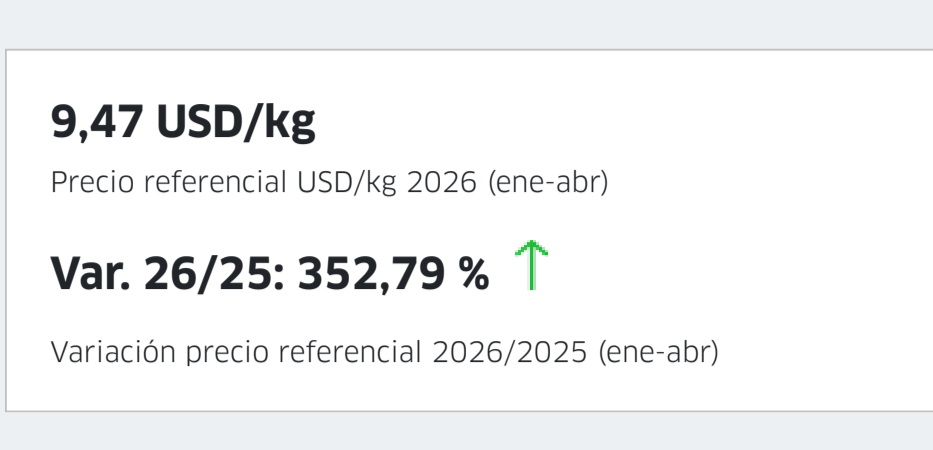 9,47 USD/kg
Precio referencial USD/kg 2026 (ene-abr)
Var. 26/25: 352,79 %
Variación precio referencial 2026/2025 (ene-abr)